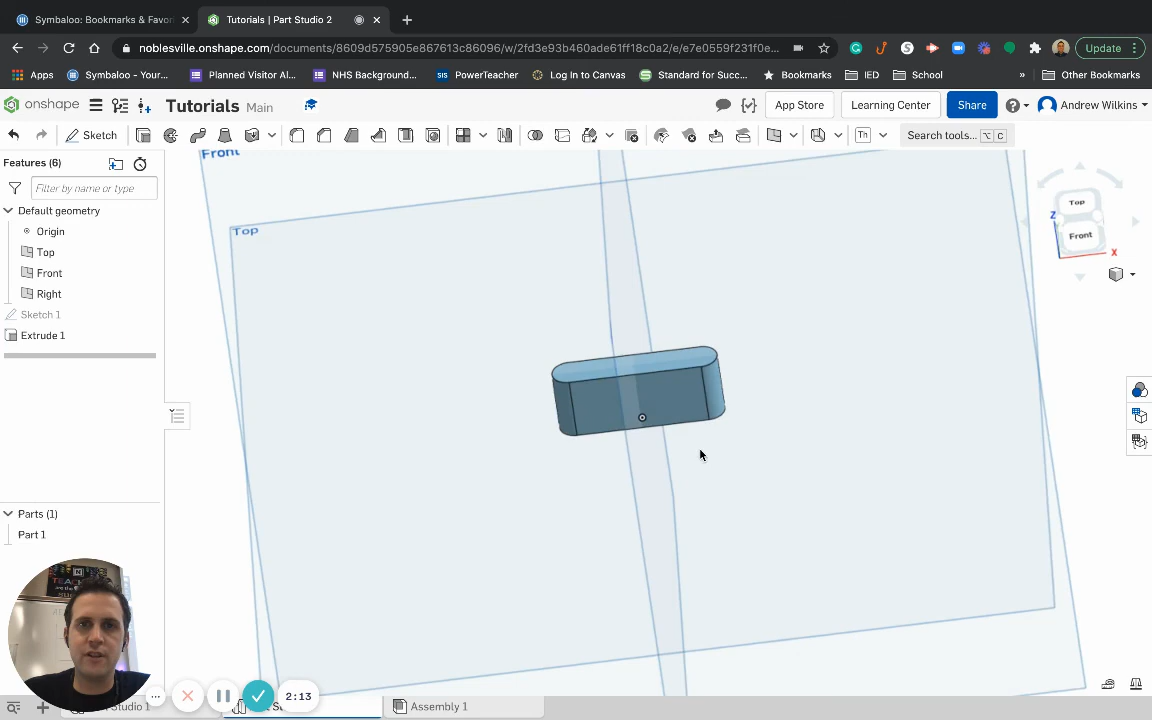 Symbaloo: Bookmarks & Favor
Tutorials | Part Studio 2
noblesville.onshape.com/documents/8609d575905e867613c86096/w/2fd3e93b460ade61ff18c0a2/e/e7e0559f231f0e...
Update
Apps
Symbaloo - Your...
Planned Visitor Al...
NHS Background...
SIS
PowerTeacher
Log In to Canvas
Standard for Succ...
Bookmarks
IED
School
»
Other Bookmarks
onshape
Tutorials Main
App Store
Learning Center
Share
Andrew Wilkins
Sketch
Search tools... ⌥ C
Features (6)
Filter by name or type
Default geometry
Origin
Top
Front
Right
Sketch 1
Extrude 1
Parts (1)
Part 1
Front
Top
Top
Front
Z
X
TEACH
2:13
Studio 1
Assembly 1